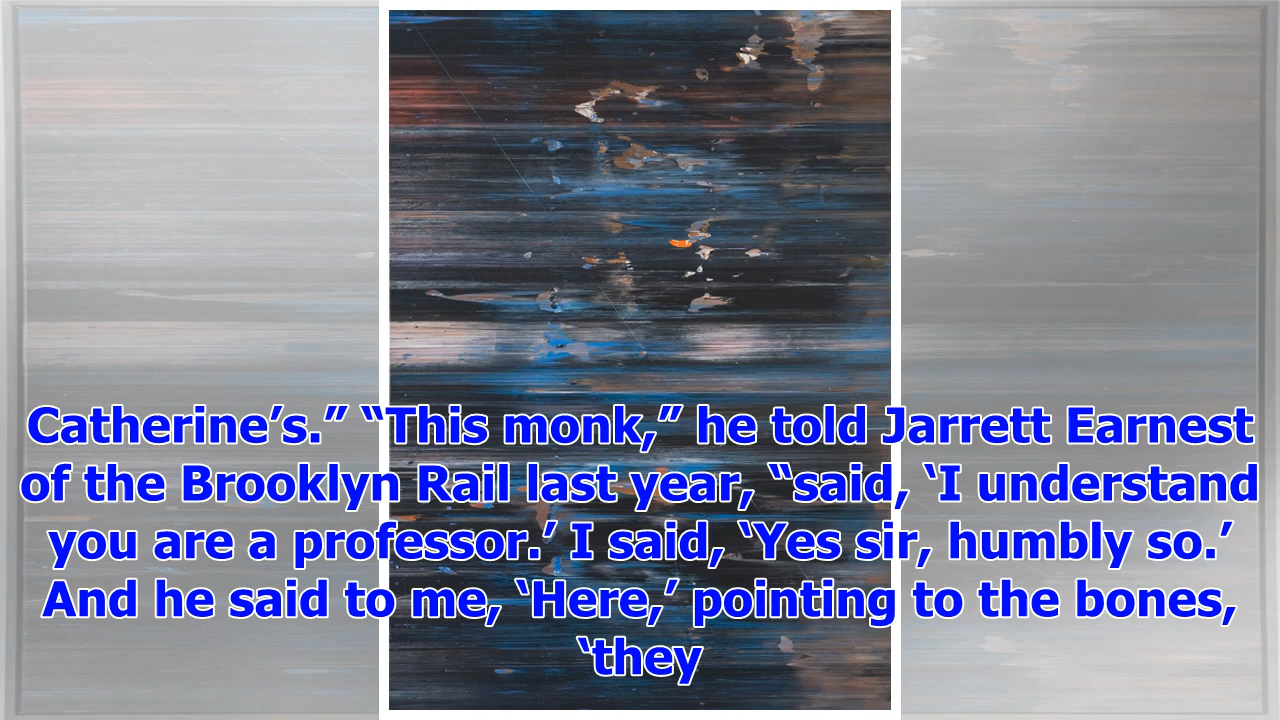 Catherine’s.” “This monk,” he told Jarrett Earnest
of the Brooklyn Rail last year, “said, ‘I understand
you are a professor.’ I said, ‘Yes sir, humbly so.’
And he said to me, ‘Here,’ pointing to the bones,
‘they